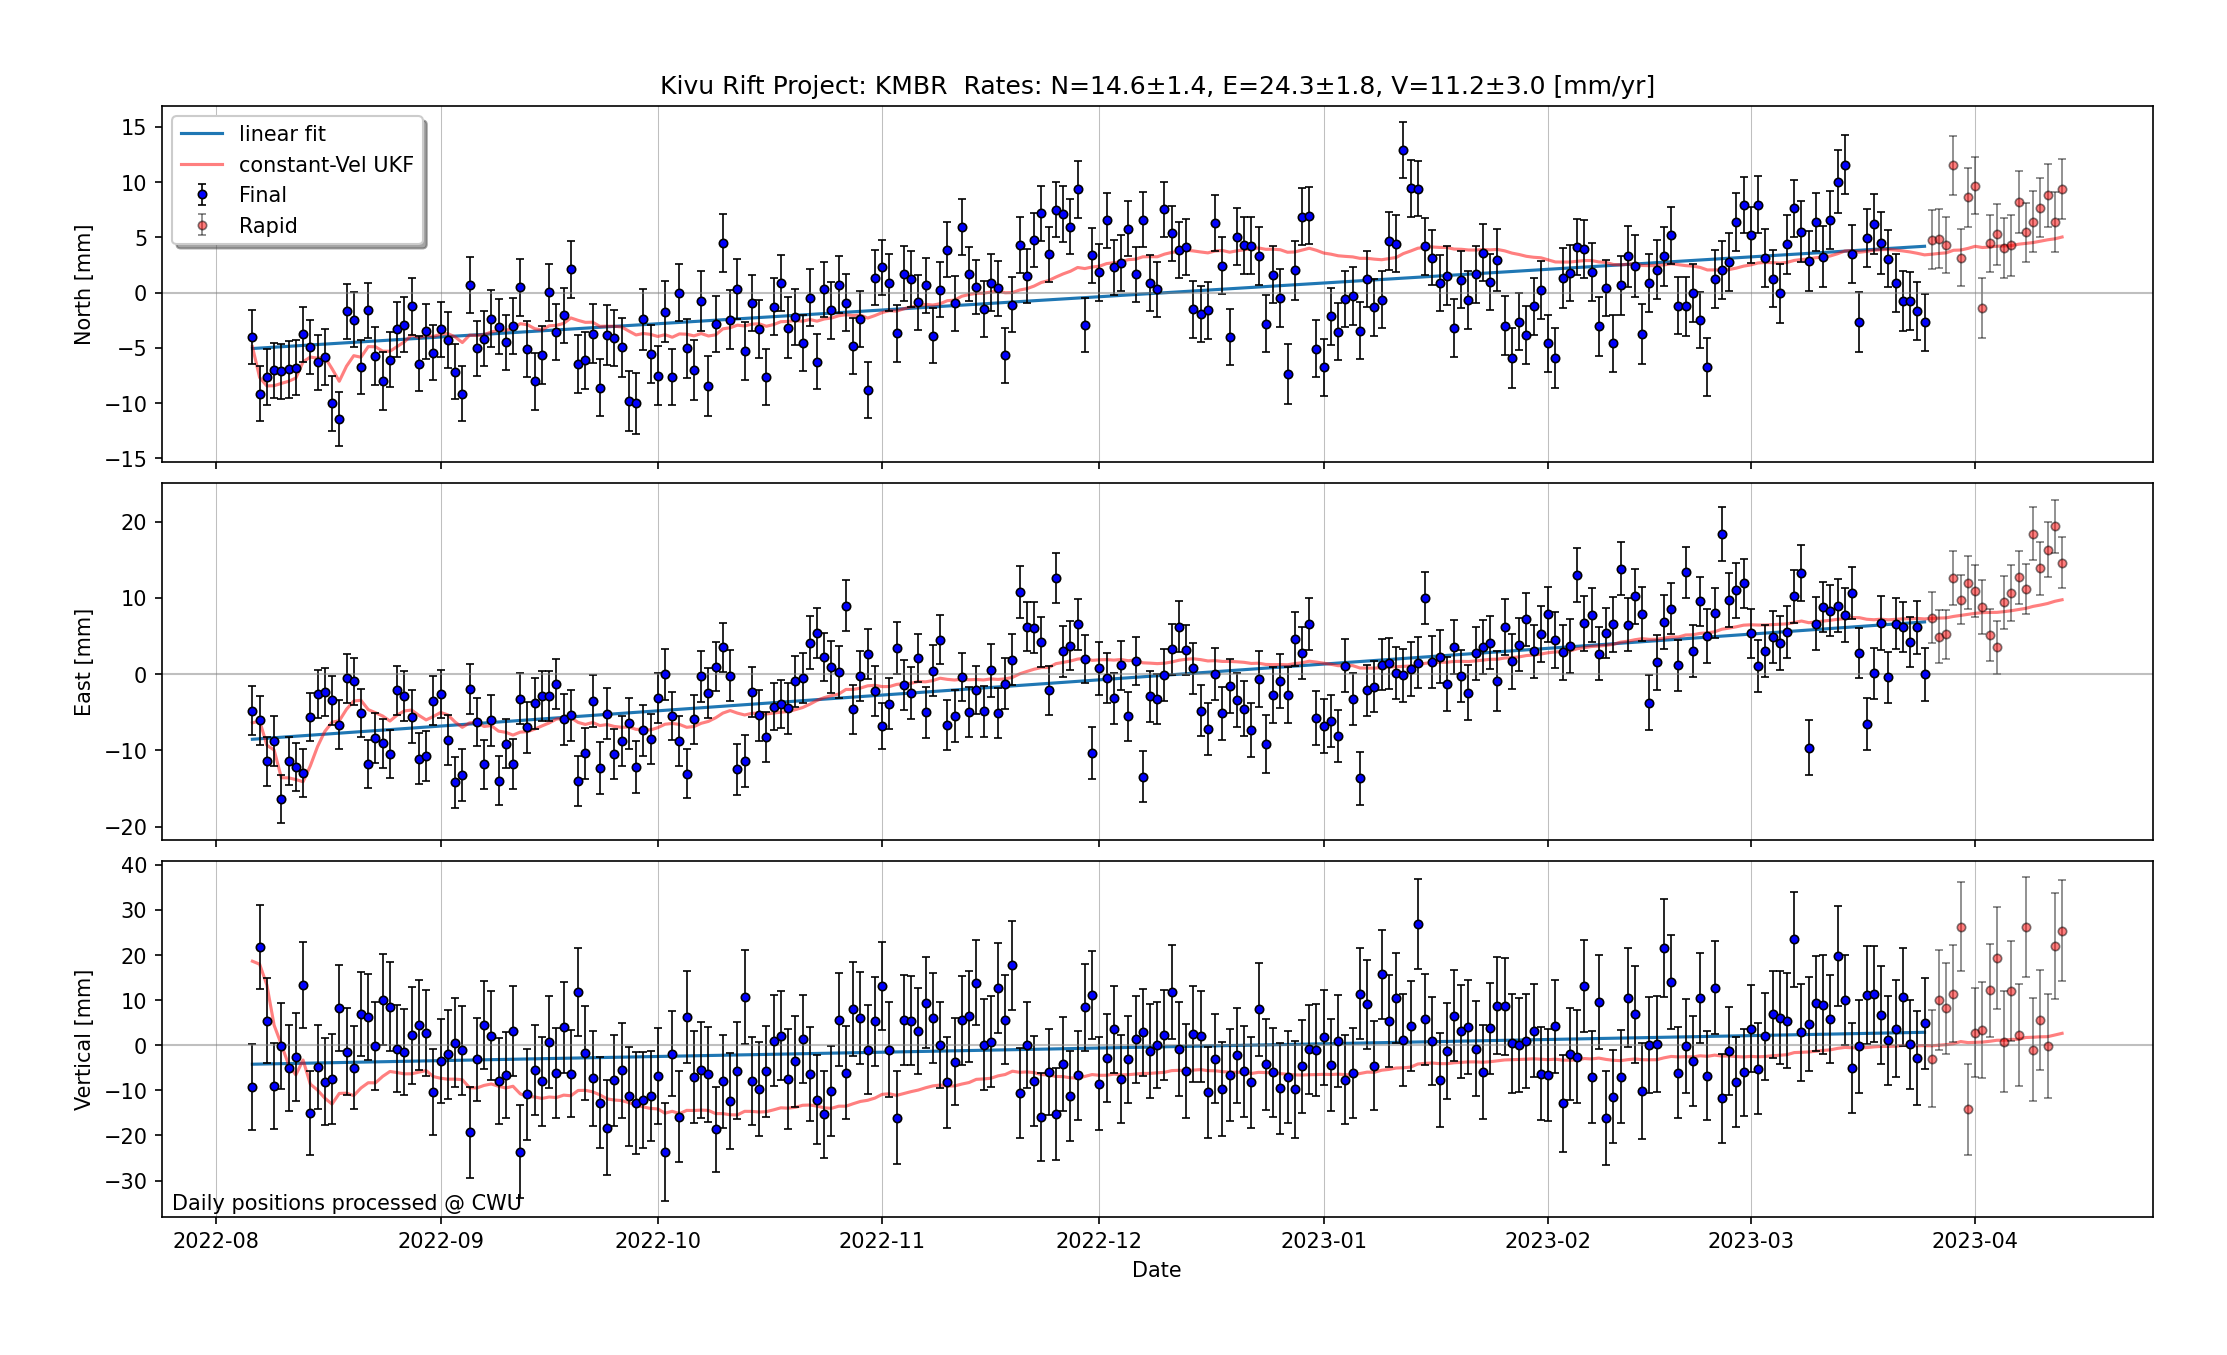 Kivu Rift Project: KMBR  Rates: N=14.6±1.4, E=24.3±1.8, V=11.2±3.0 [mm/yr]
linear fit
constant-Vel UKF
Final
Rapid
North [mm]
15
10
5
0
−5
−10
−15
East [mm]
20
10
0
−10
−20
Vertical [mm]
40
30
20
10
0
−10
−20
−30
Daily positions processed @ CWU
2022-08 2022-09 2022-10 2022-11 2022-12 2023-01 2023-02 2023-03 2023-04
Date